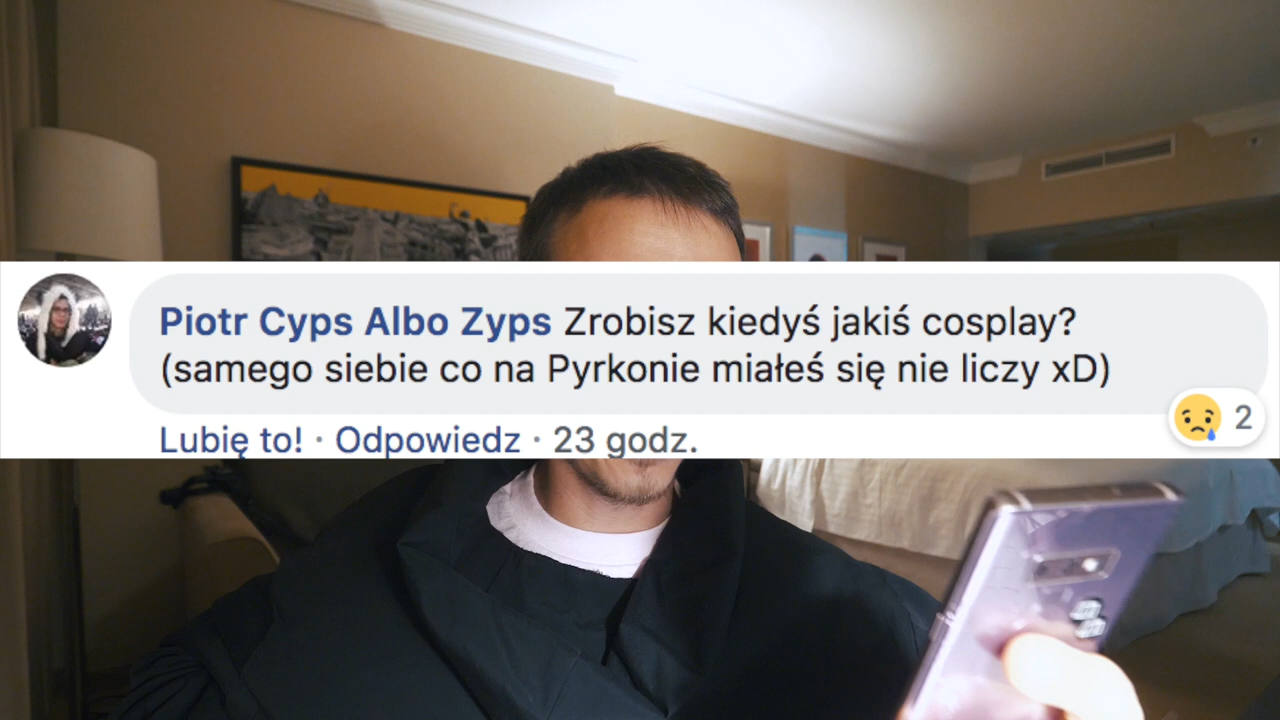 Piotr Cyps Albo Zyps Zrobisz kiedyś jakiś cosplay?
(samego siebie co na Pyrkonie miałeś się nie liczy xD)
2
Lubię to! · Odpowiedz · 23 godz.